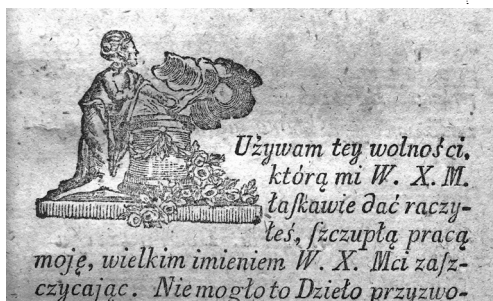 Używam tey wolności,
którą mi W. X. M.
łaſkawie dać raczy-
łeś, ſzczupłą pracą
moję, wielkim imieniem W. X. Mci zaſz-
czycając. Nie mogło to Dzieło przyzwo-